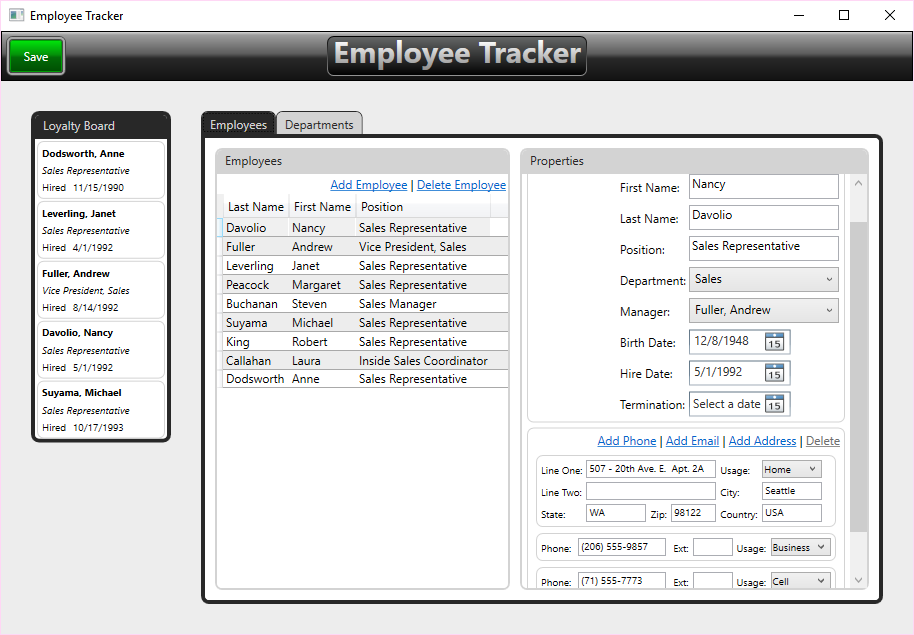 Employee Tracker
Save
Employee Tracker
Loyalty Board
Dodsworth, Anne
Sales Representative
Hired 11/15/1990
Leverling, Janet
Sales Representative
Hired 4/1/1992
Fuller, Andrew
Vice President, Sales
Hired 8/14/1992
Davolio, Nancy
Sales Representative
Hired 5/1/1992
Suyama, Michael
Sales Representative
Hired 10/17/1993
Employees Departments
Employees
Add Employee | Delete Employee
Last Name First Name Position
Davolio Nancy Sales Representative
Fuller Andrew Vice President, Sales
Leverling Janet Sales Representative
Peacock Margaret Sales Representative
Buchanan Steven Sales Manager
Suyama Michael Sales Representative
King Robert Sales Representative
Callahan Laura Inside Sales Coordinator
Dodsworth Anne Sales Representative
Properties
First Name: Nancy
Last Name: Davolio
Position: Sales Representative
Department: Sales
Manager: Fuller, Andrew
Birth Date: 12/8/1948 15
Hire Date: 5/1/1992 15
Termination: Select a date 15
Add Phone | Add Email | Add Address | Delete
Line One: 507 - 20th Ave. E. Apt. 2A Usage: Home
Line Two: City: Seattle
State: WA Zip: 98122 Country: USA
Phone: (206) 555-9857 Ext: Usage: Business
Phone: (71) 555-7773 Ext: Usage: Cell